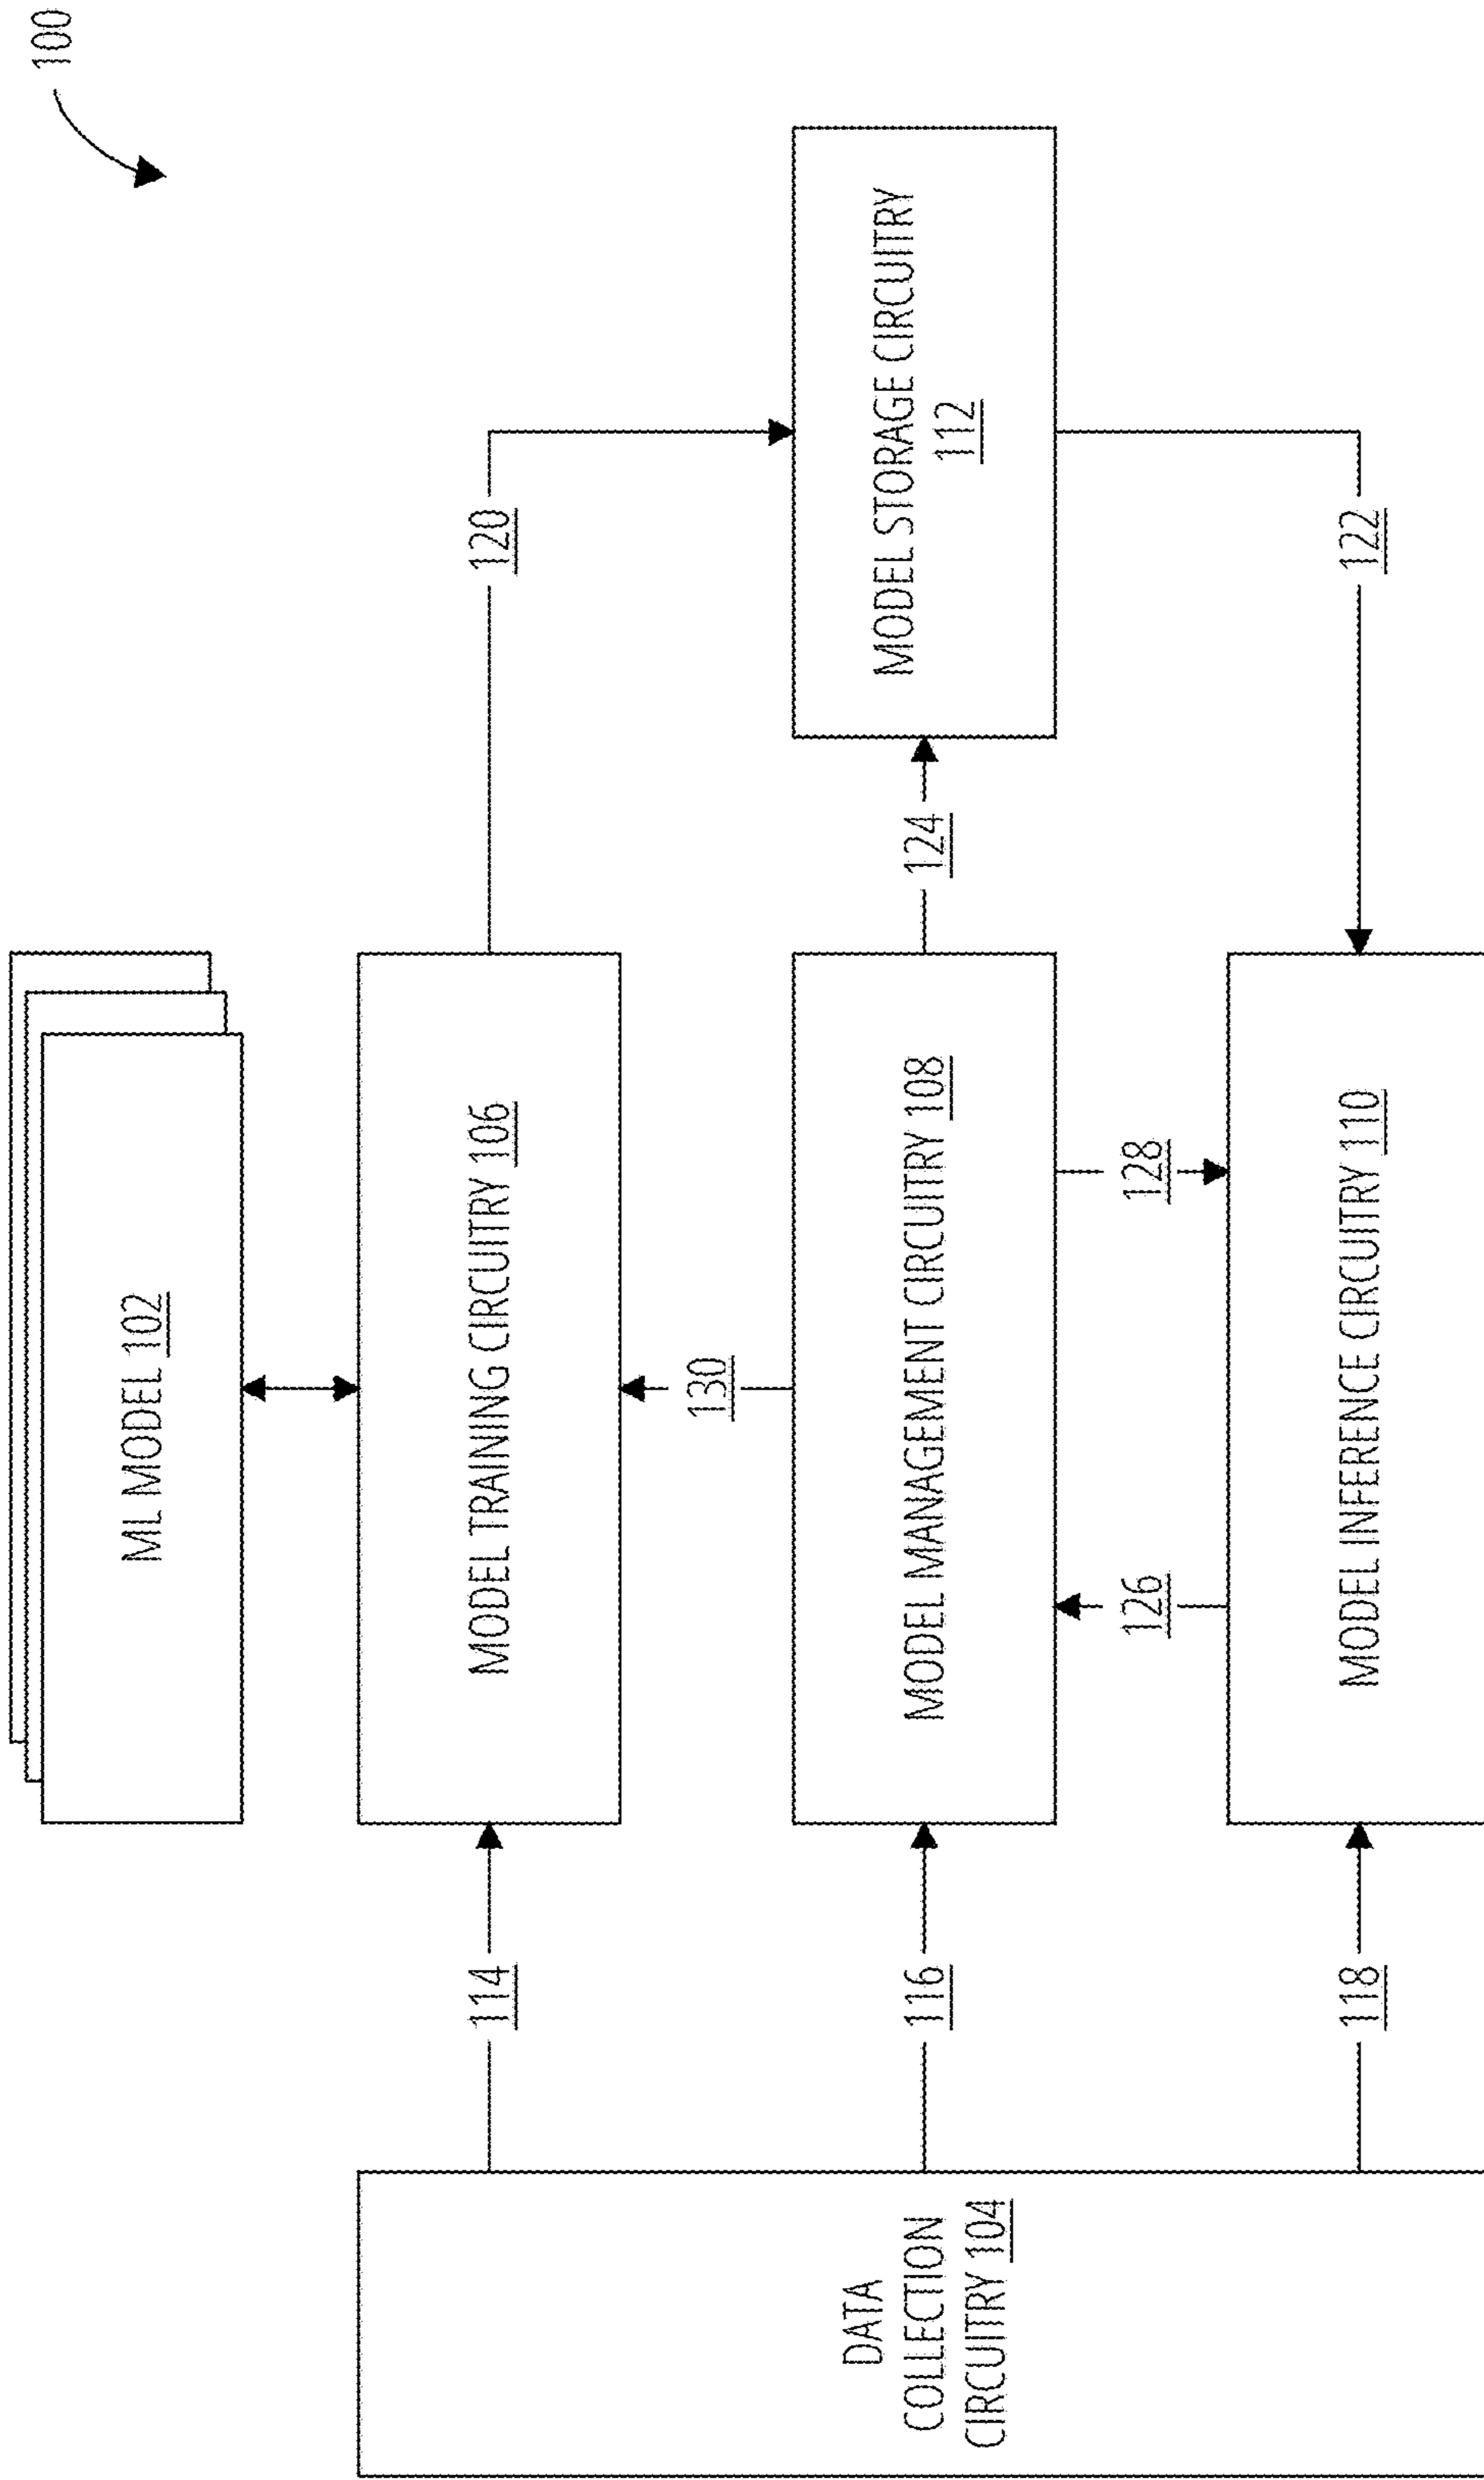 100
ML MODEL 102
MODEL TRAINING CIRCUITRY 106
114
120
130
DATA
COLLECTION
CIRCUITRY 104
116
MODEL MANAGEMENT CIRCUITRY 108
124
MODEL STORAGE CIRCUITRY
112
126
128
118
MODEL INFERENCE CIRCUITRY 110
122